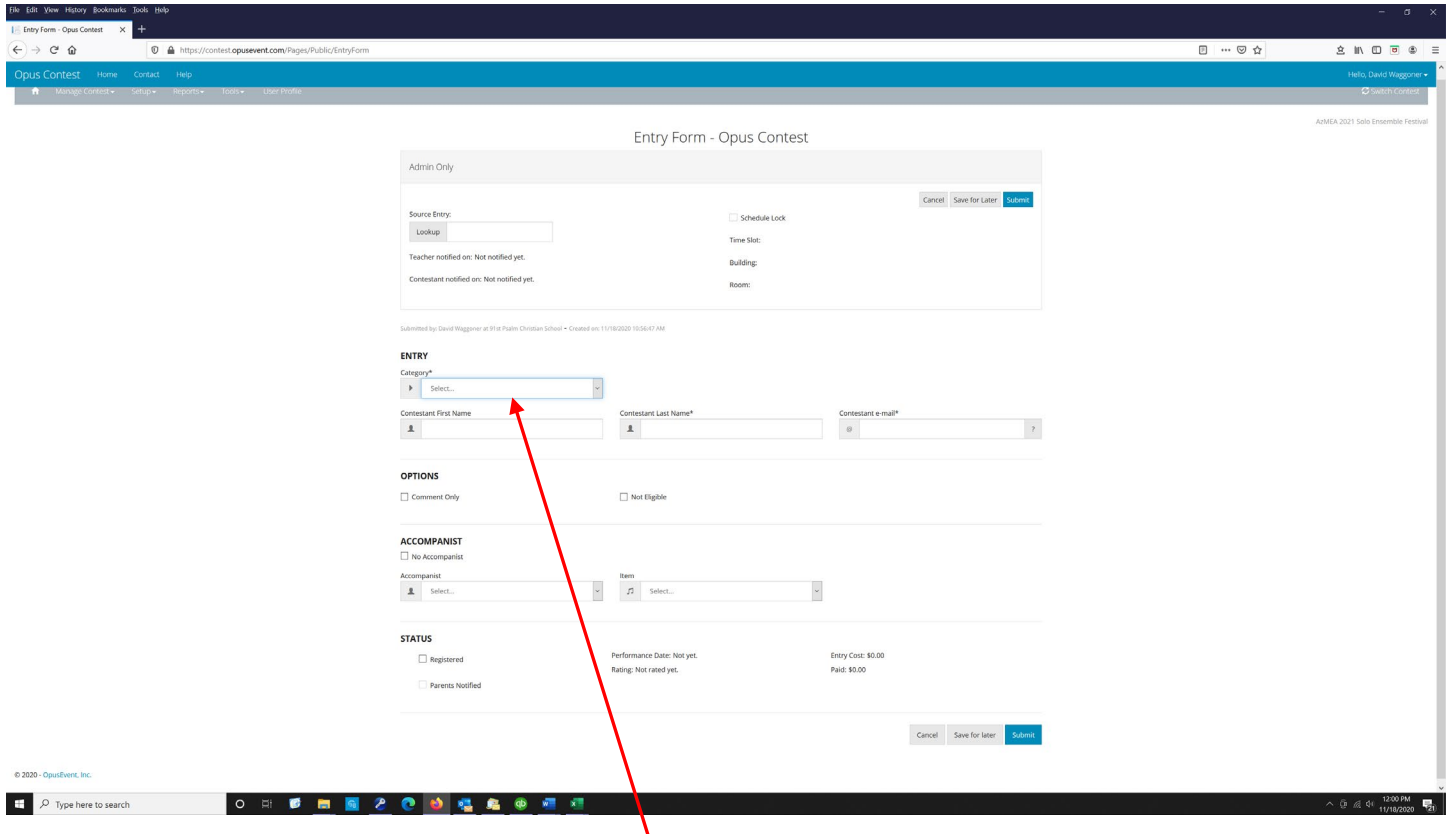 File Edit View History Bookmarks Tools Help
Entry Form - Opus Contest
https://contest.opusevent.com/Pages/Public/EntryForm
Opus Contest Home Contact Help Hello, David Waggoner
Manage Contest Setup Reports Tools User Profile Switch Contest
AzMEA 2021 Solo Ensemble Festival
Entry Form - Opus Contest
Admin Only
Cancel Save for Later Submit
Source Entry:
Schedule Lock
Lookup
Time Slot:
Teacher notified on: Not notified yet.
Building:
Contestant notified on: Not notified yet.
Room:
Submitted by: David Waggoner at 91st Psalm Christian School - Created on: 11/18/2020 10:56:47 AM
ENTRY
Category*
Select...
Contestant First Name Contestant Last Name* Contestant e-mail*
@ ?
OPTIONS
Comment Only Not Eligible
ACCOMPANIST
No Accompanist
Accompanist Item
Select... Select...
STATUS
Registered Performance Date: Not yet. Entry Cost: $0.00
Rating: Not rated yet. Paid: $0.00
Parents Notified
Cancel Save for later Submit
© 2020 - OpusEvent, Inc.
Type here to search
12:00 PM
11/18/2020